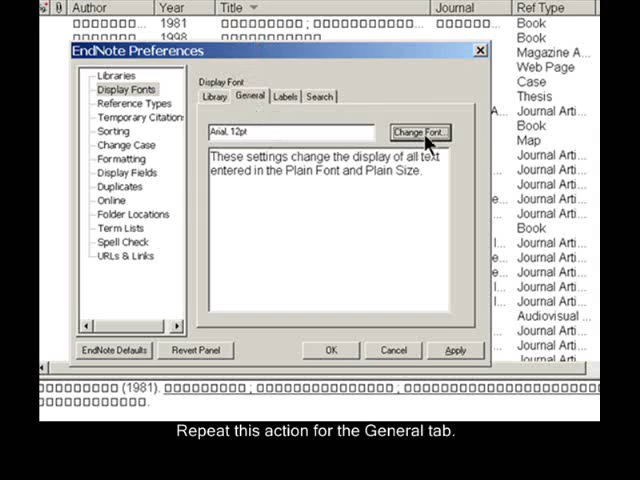 Author Year Title Journal Ref Type
1981 ; Book
1998 Book
EndNote Preferences
Magazine A...
Web Page
Case
Thesis
Journal Arti...
Book
Map
Journal Arti...
Journal Arti...
Journal Arti...
e... Journal Arti...
Journal Arti...
Book
l... Journal Arti...
e... Journal Arti...
l... Journal Arti...
l... Journal Arti...
Audiovisual ...
Journal Arti...
Journal Arti...
Journal Arti...
Libraries
Display Fonts
Reference Types
Temporary Citation
Sorting
Change Case
Formatting
Display Fields
Duplicates
Online
Folder Locations
Term Lists
Spell Check
URLs & Links
Display Font
Library General Labels Search
Arial, 12pt Change Font...
These settings change the display of all text
entered in the Plain Font and Plain Size.
EndNote Defaults Revert Panel OK Cancel Apply
(1981).
Repeat this action for the General tab.